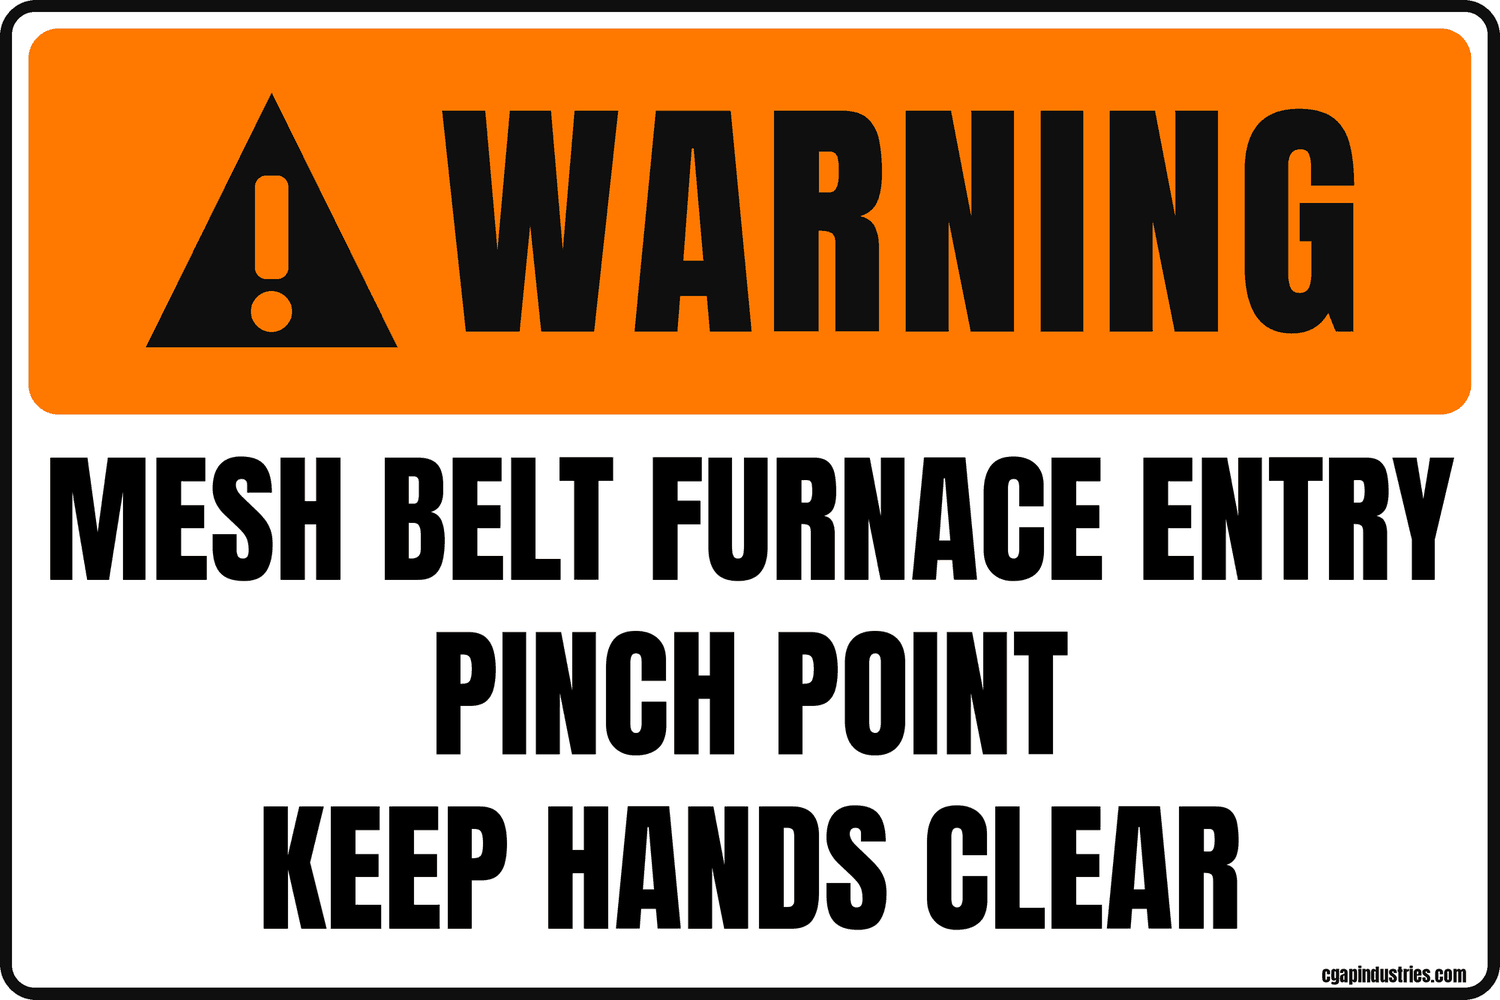 WARNING
MESH BELT FURNACE ENTRY
PINCH POINT
KEEP HANDS CLEAR
cgapindustries.com